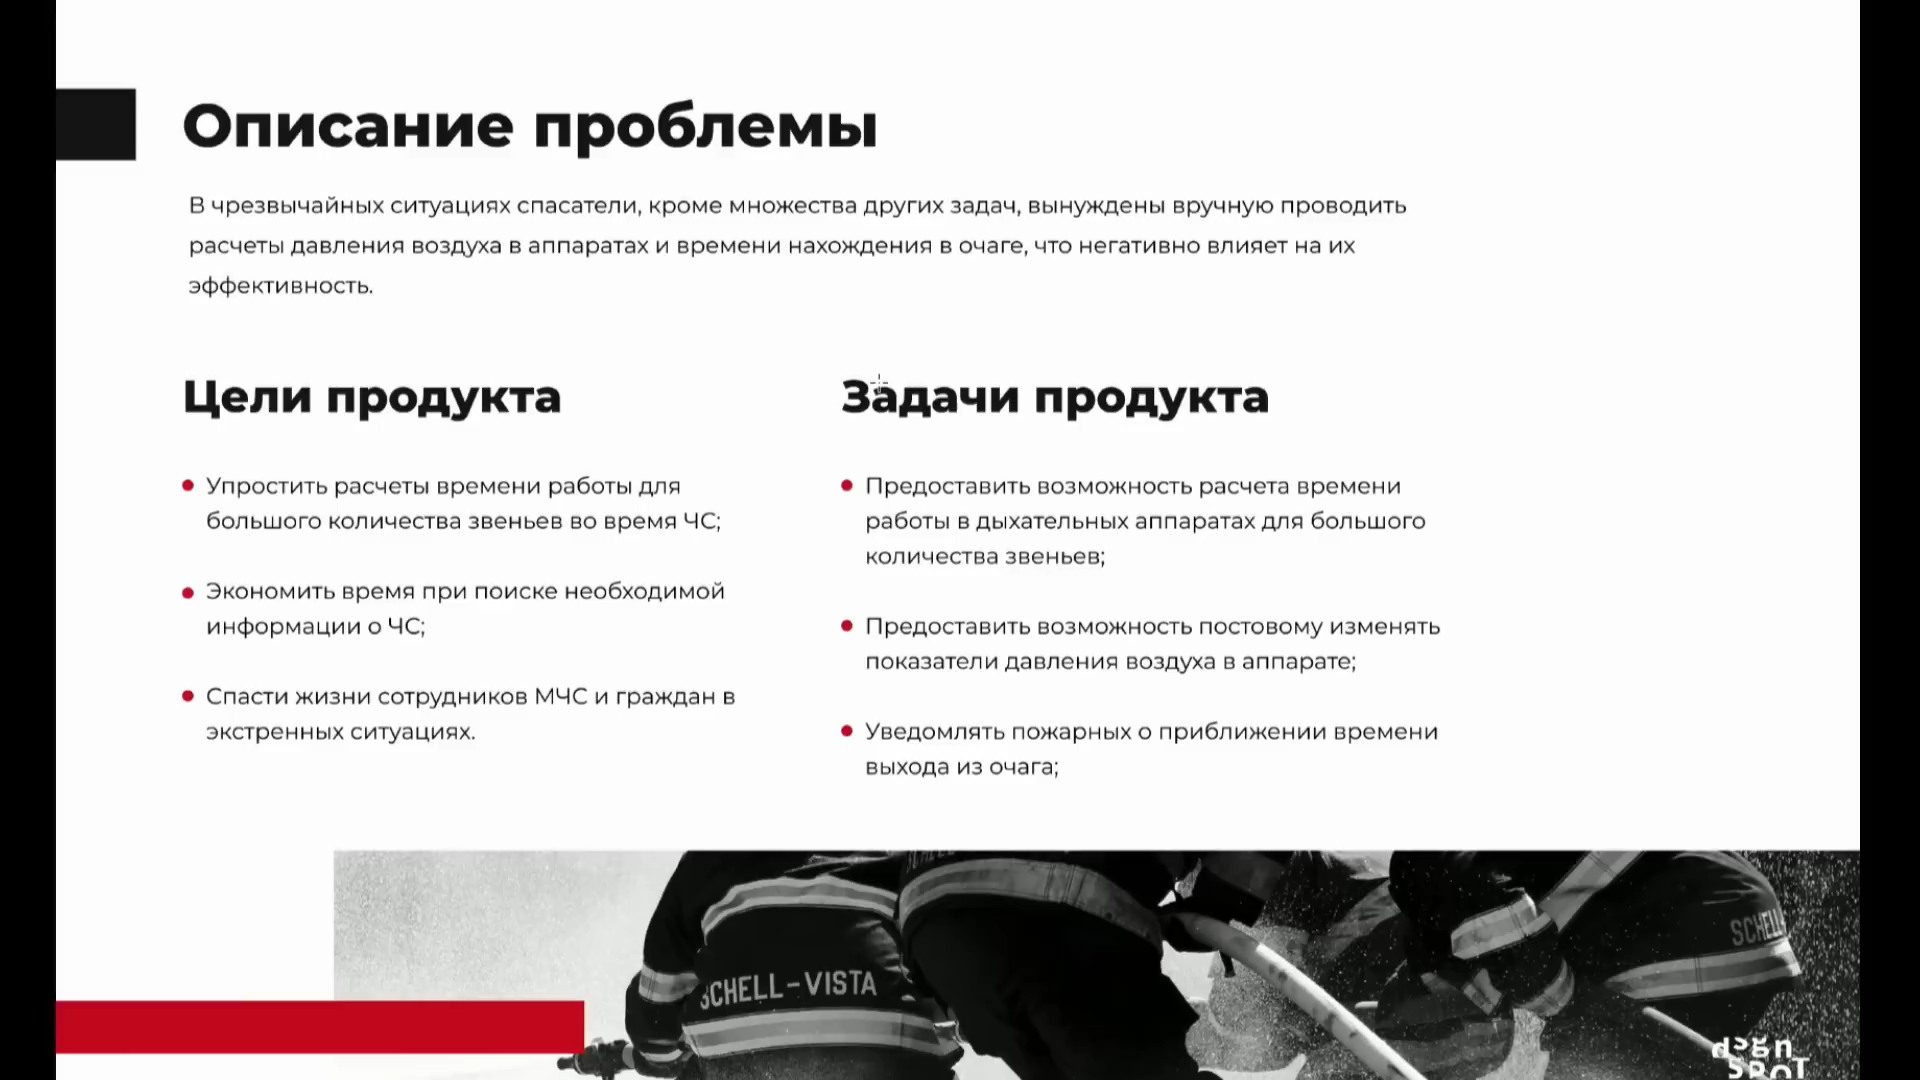 Описание проблемы
В чрезвычайных ситуациях спасатели, кроме множества других задач, вынуждены вручную проводить
расчеты давления воздуха в аппаратах и времени нахождения в очаге, что негативно влияет на их
эффективность.
Цели продукта
Упростить расчеты времени работы для
большого количества звеньев во время ЧС;
Экономить время при поиске необходимой
информации о ЧС;
Спасти жизни сотрудников МЧС и граждан в
экстренных ситуациях.
Задачи продукта
Предоставить возможность расчета времени
работы в дыхательных аппаратах для большого
количества звеньев;
Предоставить возможность постовому изменять
показатели давления воздуха в аппарате;
Уведомлять пожарных о приближении времени
выхода из очага;
SCHELL-VISTA
SCHELL